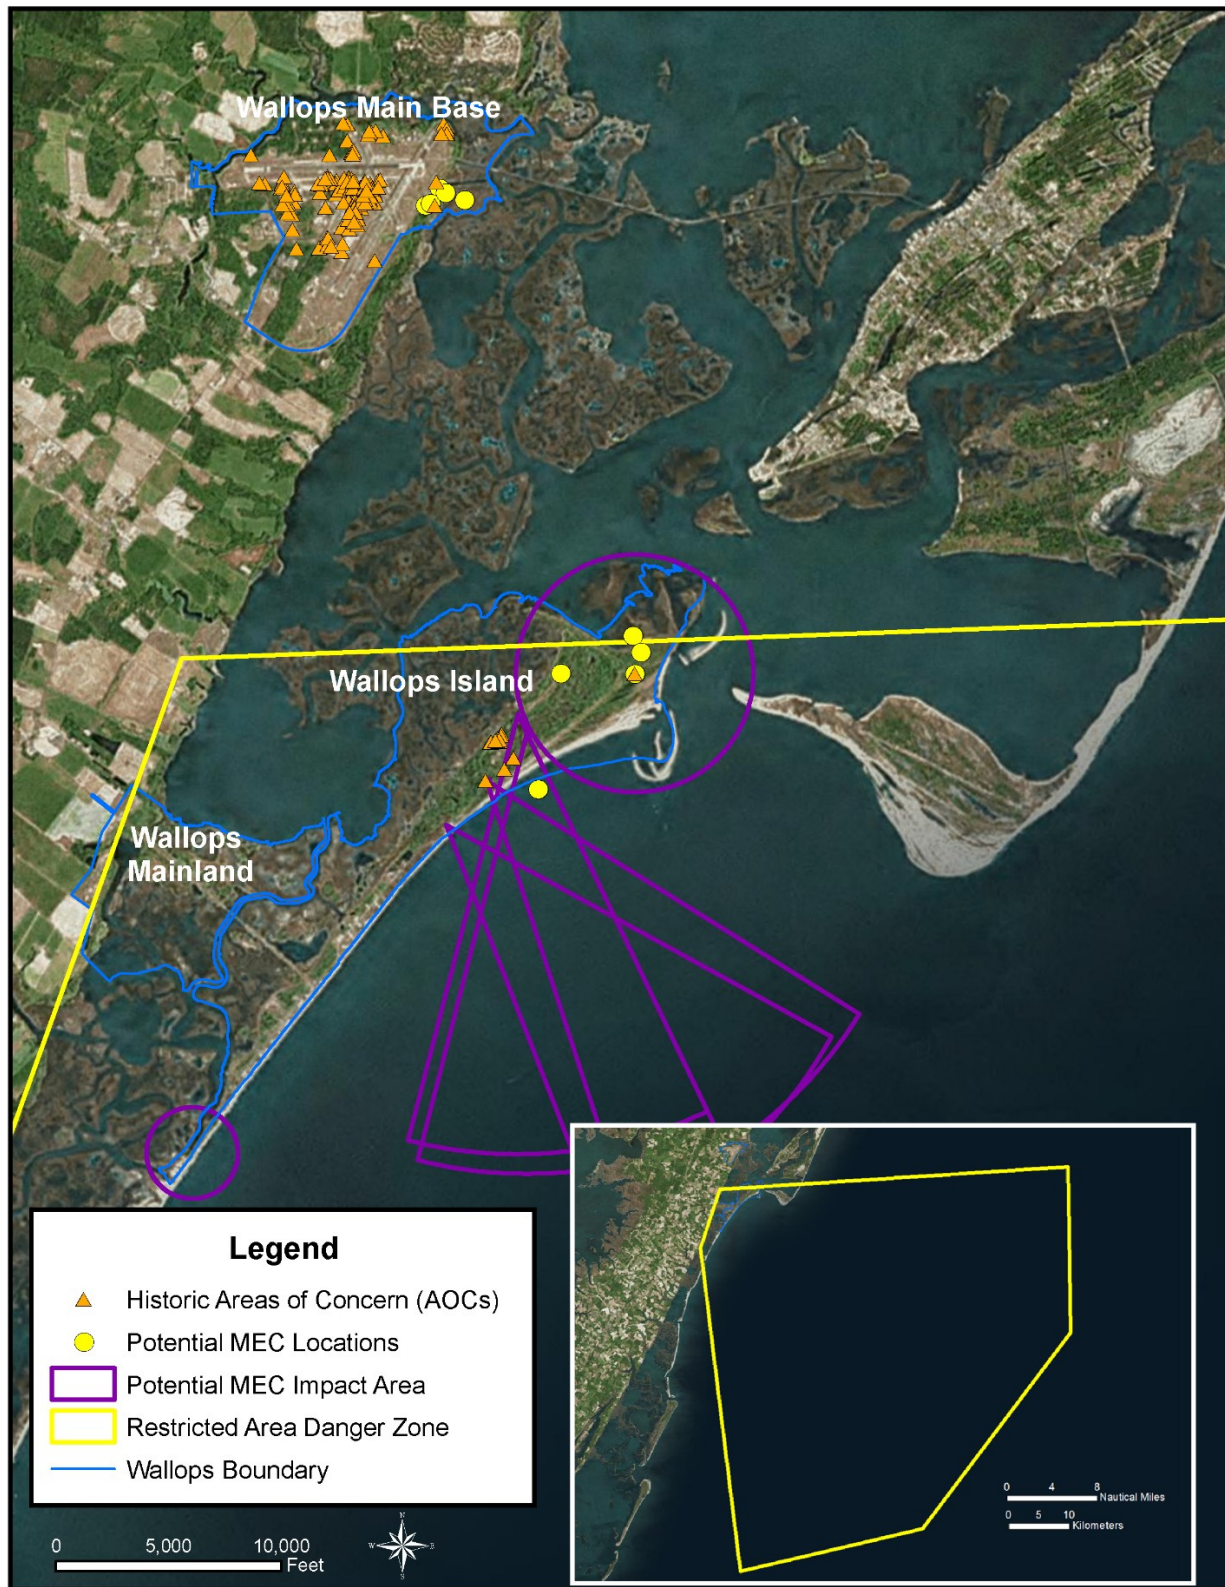 Wallops Main Base
Wallops Island
Wallops
Mainland
Legend
Historic Areas of Concern (AOCs)
Potential MEC Locations
Potential MEC Impact Area
Restricted Area Danger Zone
Wallops Boundary
0 5,000 10,000
Feet
N
W E
S
0 4 8
Nautical Miles
0 5 10
Kilometers